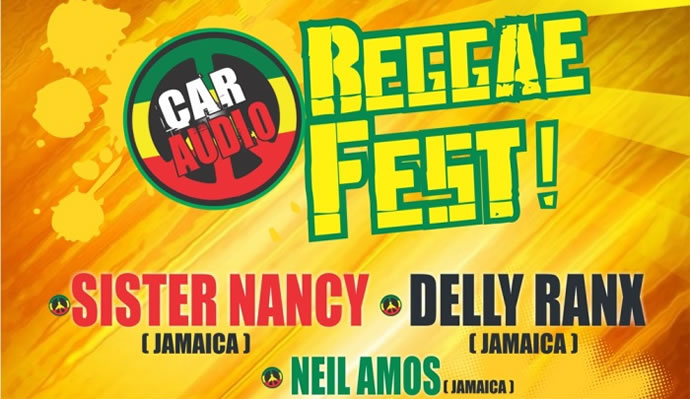 CAR
AUDIO
REGGAE
FEST!
SISTER NANCY • DELLY RANX
( JAMAICA ) ( JAMAICA )
NEIL AMOS ( JAMAICA )